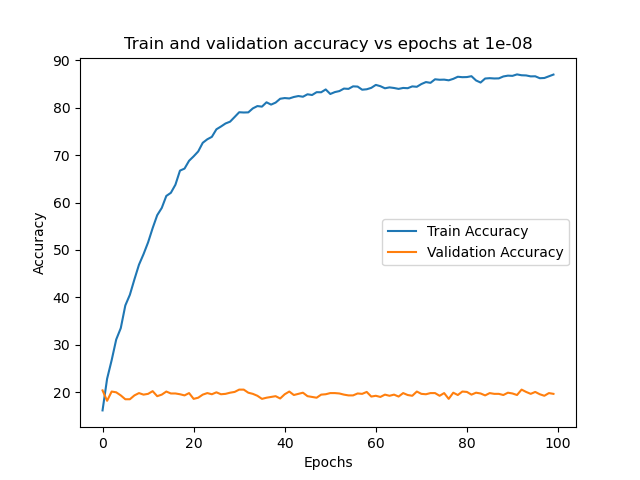 Train and validation accuracy vs epochs at 1e-08
90
80
70
60
50
40
30
20
Accuracy
Train Accuracy
Validation Accuracy
0 20 40 60 80 100
Epochs